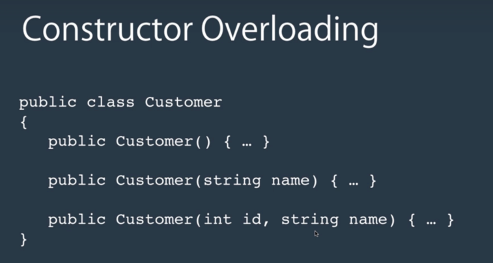 Constructor Overloading
public class Customer
{
public Customer() { … }
public Customer(string name) { … }
public Customer(int id, string name) { … }
}